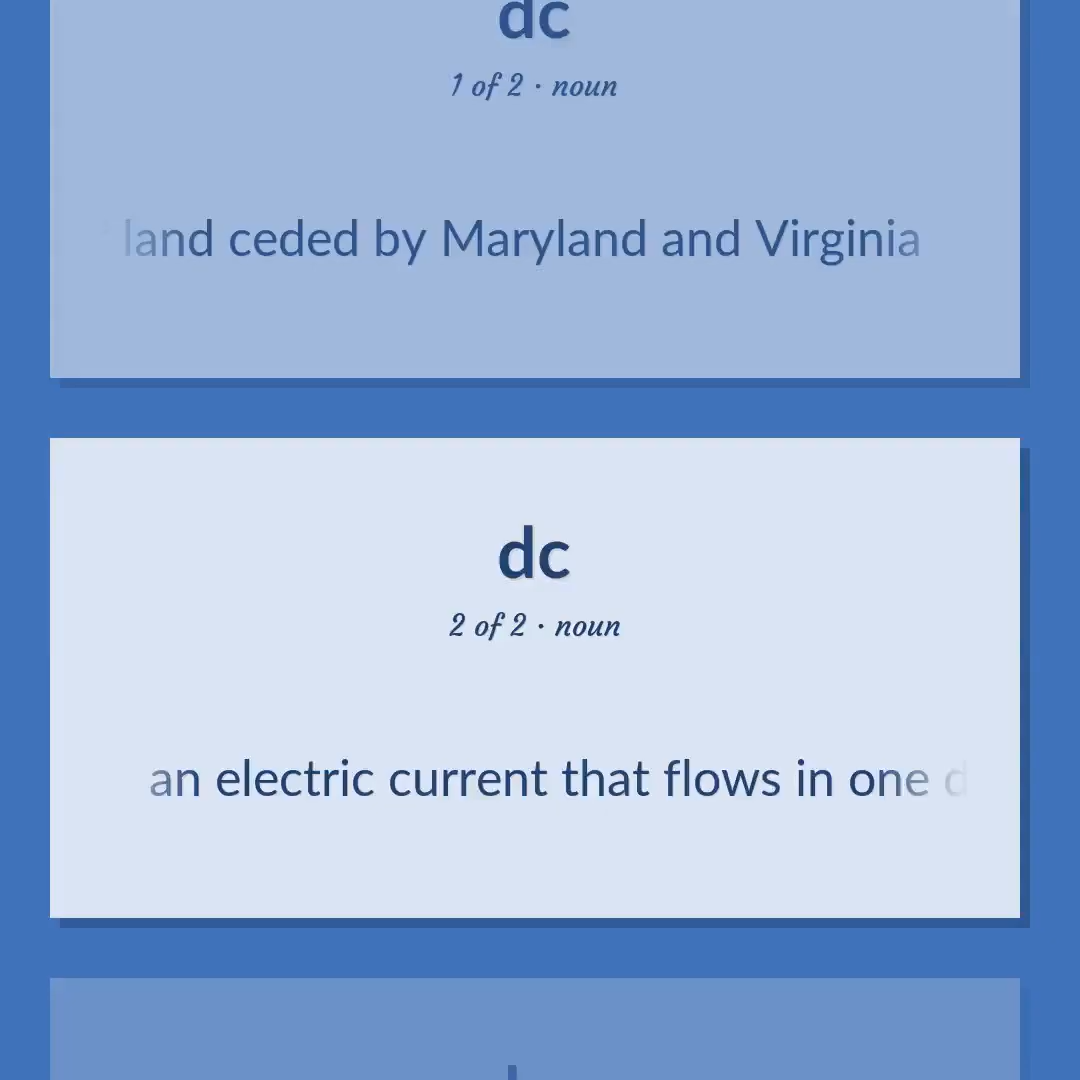 dc
1 of 2 · noun
land ceded by Maryland and Virginia
dc
2 of 2 · noun
an electric current that flows in one